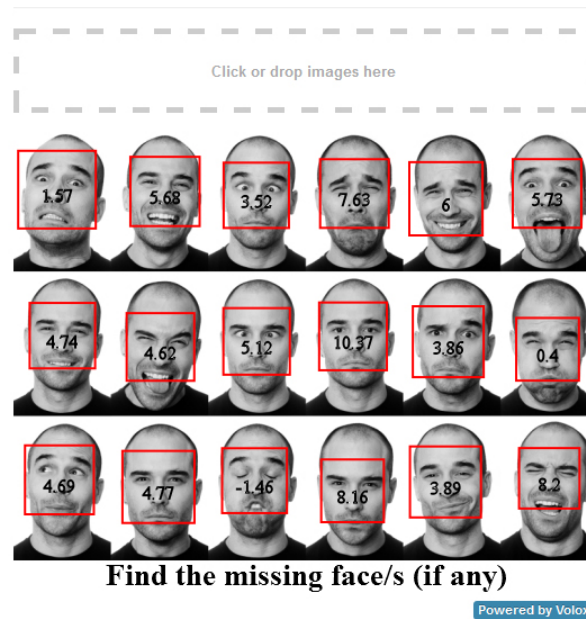 Click or drop images here
1.57 5.68 3.52 7.63 6 5.73
4.74 4.62 5.12 10.37 3.86 0.4
4.69 4.77 -1.46 8.16 3.89 8.2
Find the missing face/s (if any)
Powered by Volox